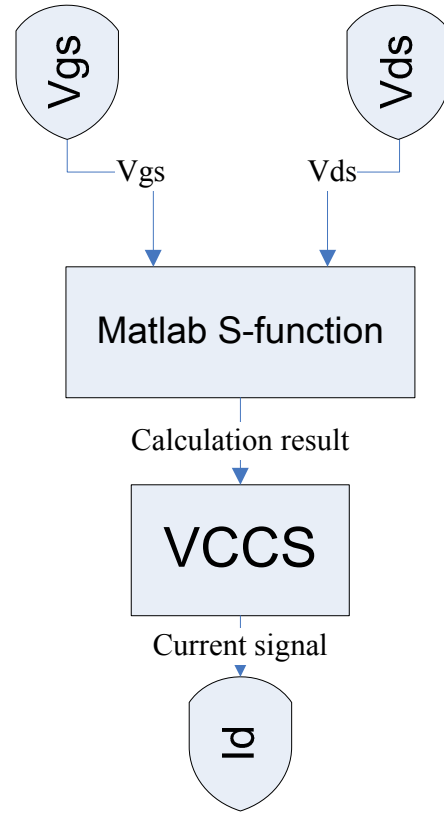 Vgs
Vds
Vgs
Vds
Matlab S-function
Calculation result
VCCS
Current signal
Id